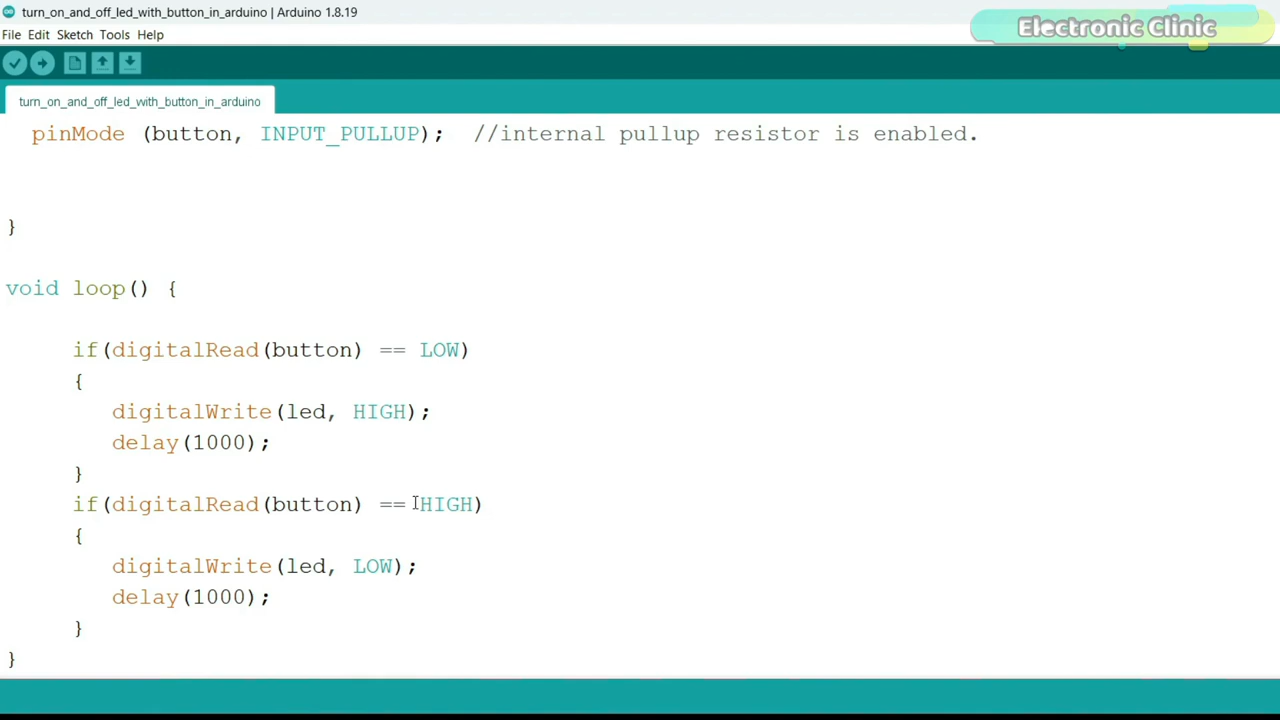 turn_on_and_off_led_with_button_in_arduino | Arduino 1.8.19
Electronic Clinic
File Edit Sketch Tools Help
turn_on_and_off_led_with_button_in_arduino
pinMode (button, INPUT_PULLUP); //internal pullup resistor is enabled.
}
void loop() {
if(digitalRead(button) == LOW)
{
digitalWrite(led, HIGH);
delay(1000);
}
if(digitalRead(button) == HIGH)
{
digitalWrite(led, LOW);
delay(1000);
}
}